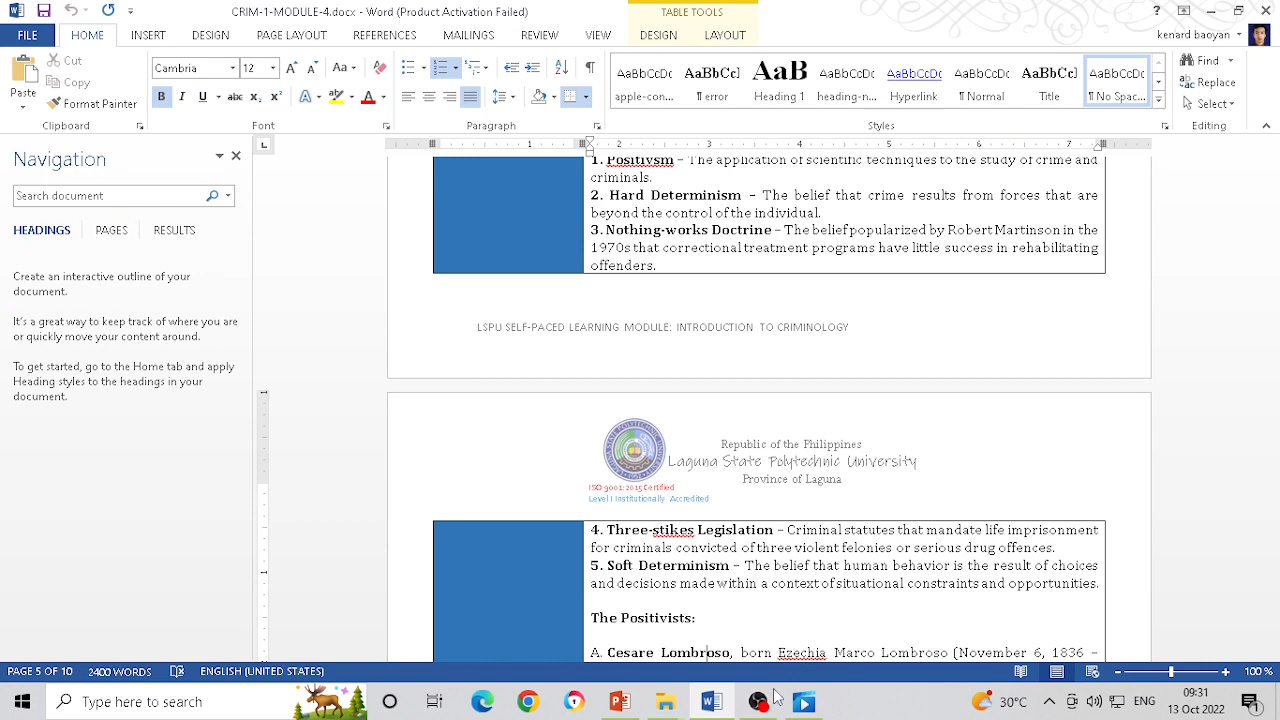 CRIM-1-MODULE-4.docx - Word (Product Activation Failed)
TABLE TOOLS
FILE HOME INSERT DESIGN PAGE LAYOUT REFERENCES MAILINGS REVIEW VIEW DESIGN LAYOUT kenard baoyan
Paste
Cut
Copy
Format Painter
Cambria 12
AaBbCcDc apple-con...
AaBbCcI ¶ error
AaB Heading 1
AaBbCcDc heading-n...
AaBbCcDc Hyperlink
AaBbCcDc ¶ Normal
AaBbCcI Title
AaBbCcDc ¶ No Spac...
Find
Replace
Select
Clipboard Font Paragraph Styles Editing
Navigation
Search document
HEADINGS PAGES RESULTS
Create an interactive outline of your
document.
It's a great way to keep track of where you are
or quickly move your content around.
To get started, go to the Home tab and apply
Heading styles to the headings in your
document.
1 2 3 4 5 6 7
1. Positivsm – The application of scientific techniques to the study of crime and
criminals.
2. Hard Determinism – The belief that crime results from forces that are
beyond the control of the individual.
3. Nothing-works Doctrine – The belief popularized by Robert Martinson in the
1970s that correctional treatment programs have little success in rehabilitating
offenders.
LSPU SELF-PACED LEARNING MODULE: INTRODUCTION TO CRIMINOLOGY
Republic of the Philippines
Laguna State Polytechnic University
Province of Laguna
ISO 9001:2015 Certified
Level I Institutionally Accredited
4. Three-stikes Legislation – Criminal statutes that mandate life imprisonment
for criminals convicted of three violent felonies or serious drug offences.
5. Soft Determinism – The belief that human behavior is the result of choices
and decisions made within a context of situational constraints and opportunities.
The Positivists:
A. Cesare Lombroso, born Ezechia Marco Lombroso (November 6, 1836 –
PAGE 5 OF 10 2400 WORDS ENGLISH (UNITED STATES) 100 %
Type here to search
30°C ENG
09:31
13 Oct 2022